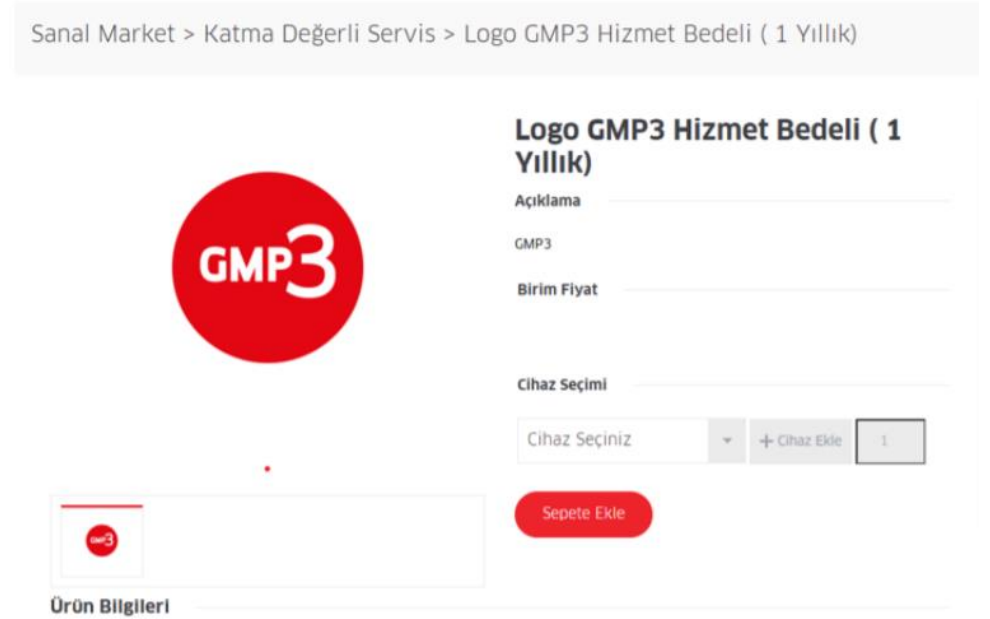 Sanal Market > Katma Değerli Servis > Logo GMP3 Hizmet Bedeli ( 1 Yıllık)
Logo GMP3 Hizmet Bedeli ( 1
Yıllık)
Açıklama
GMP3
GMP3
Birim Fiyat
Cihaz Seçimi
Cihaz Seçiniz
+ Cihaz Ekle
1
Sepete Ekle
GMP3
Ürün Bilgileri